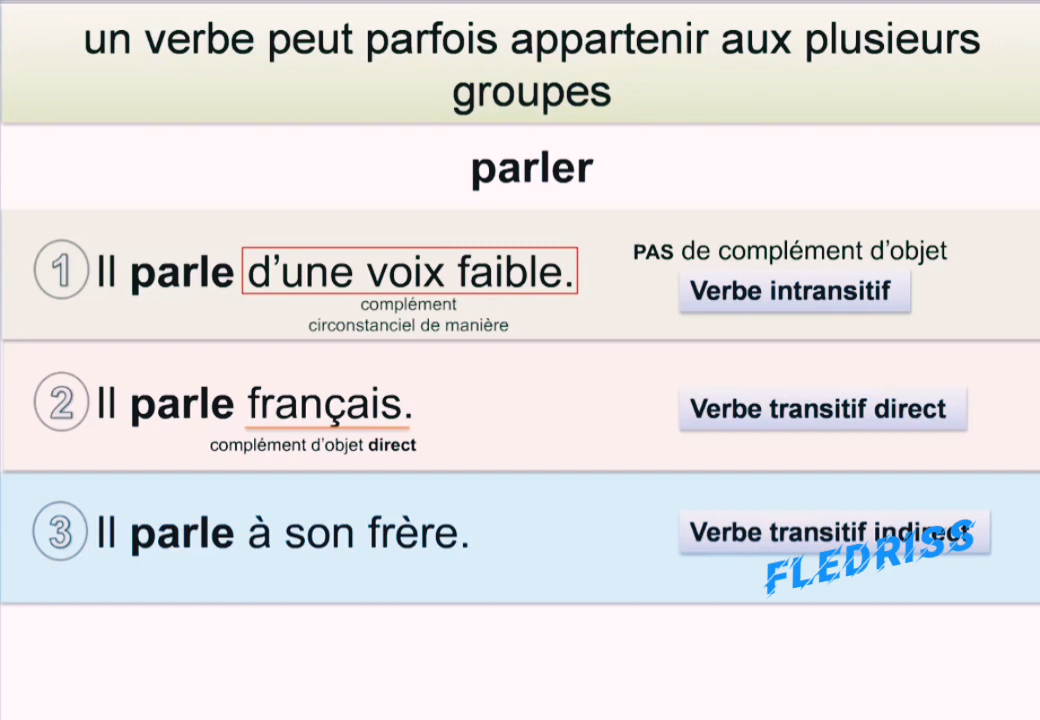 un verbe peut parfois appartenir aux plusieurs
groupes
parler
1 Il parle d'une voix faible.
complément
circonstanciel de manière
PAS de complément d'objet
Verbe intransitif
2 Il parle français.
complément d'objet direct
Verbe transitif direct
3 Il parle à son frère.
Verbe transitif indirect
FLEDRISS